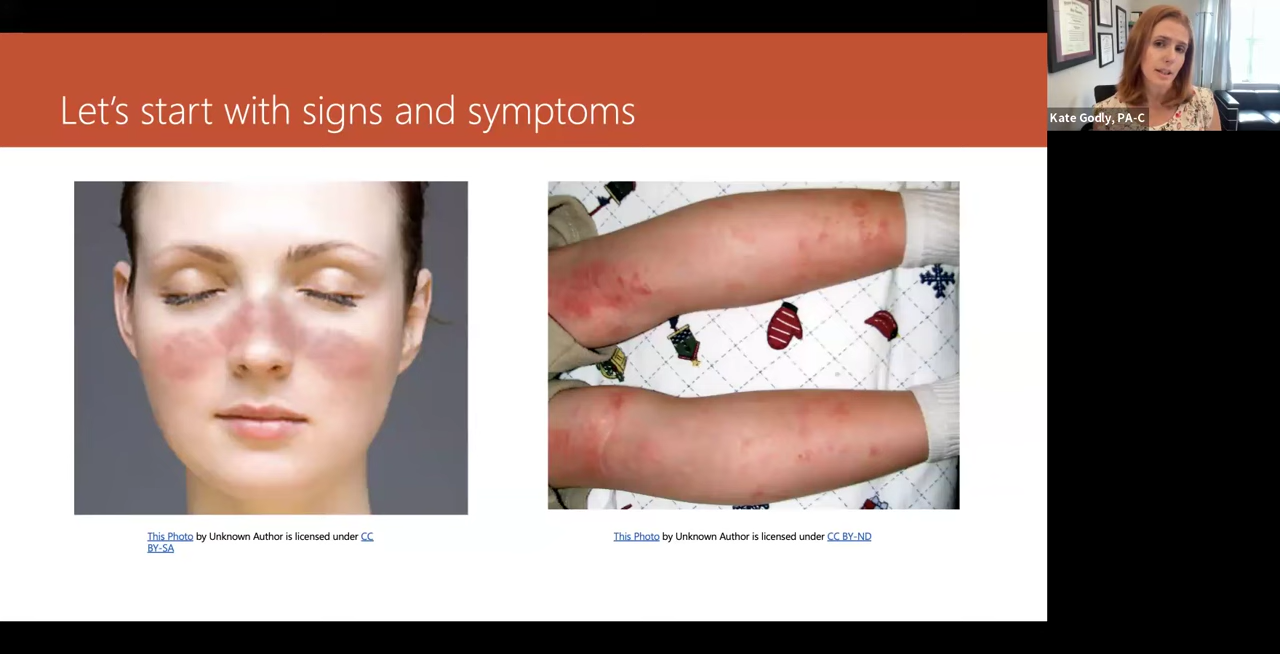 Let's start with signs and symptoms
Kate Godly, PA-C
This Photo by Unknown Author is licensed under CC
BY-SA
This Photo by Unknown Author is licensed under CC BY-ND